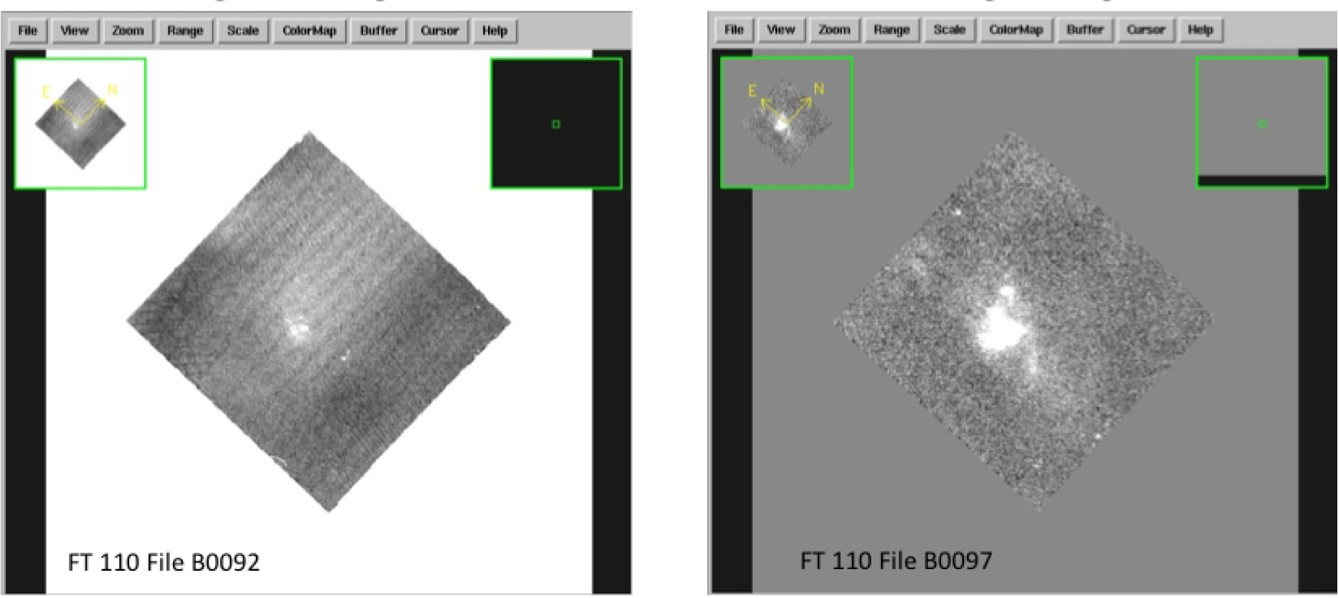 File View Zoom Range Scale ColorMap Buffer Cursor Help
E N
FT 110 File B0092
File View Zoom Range Scale ColorMap Buffer Cursor Help
E N
FT 110 File B0097